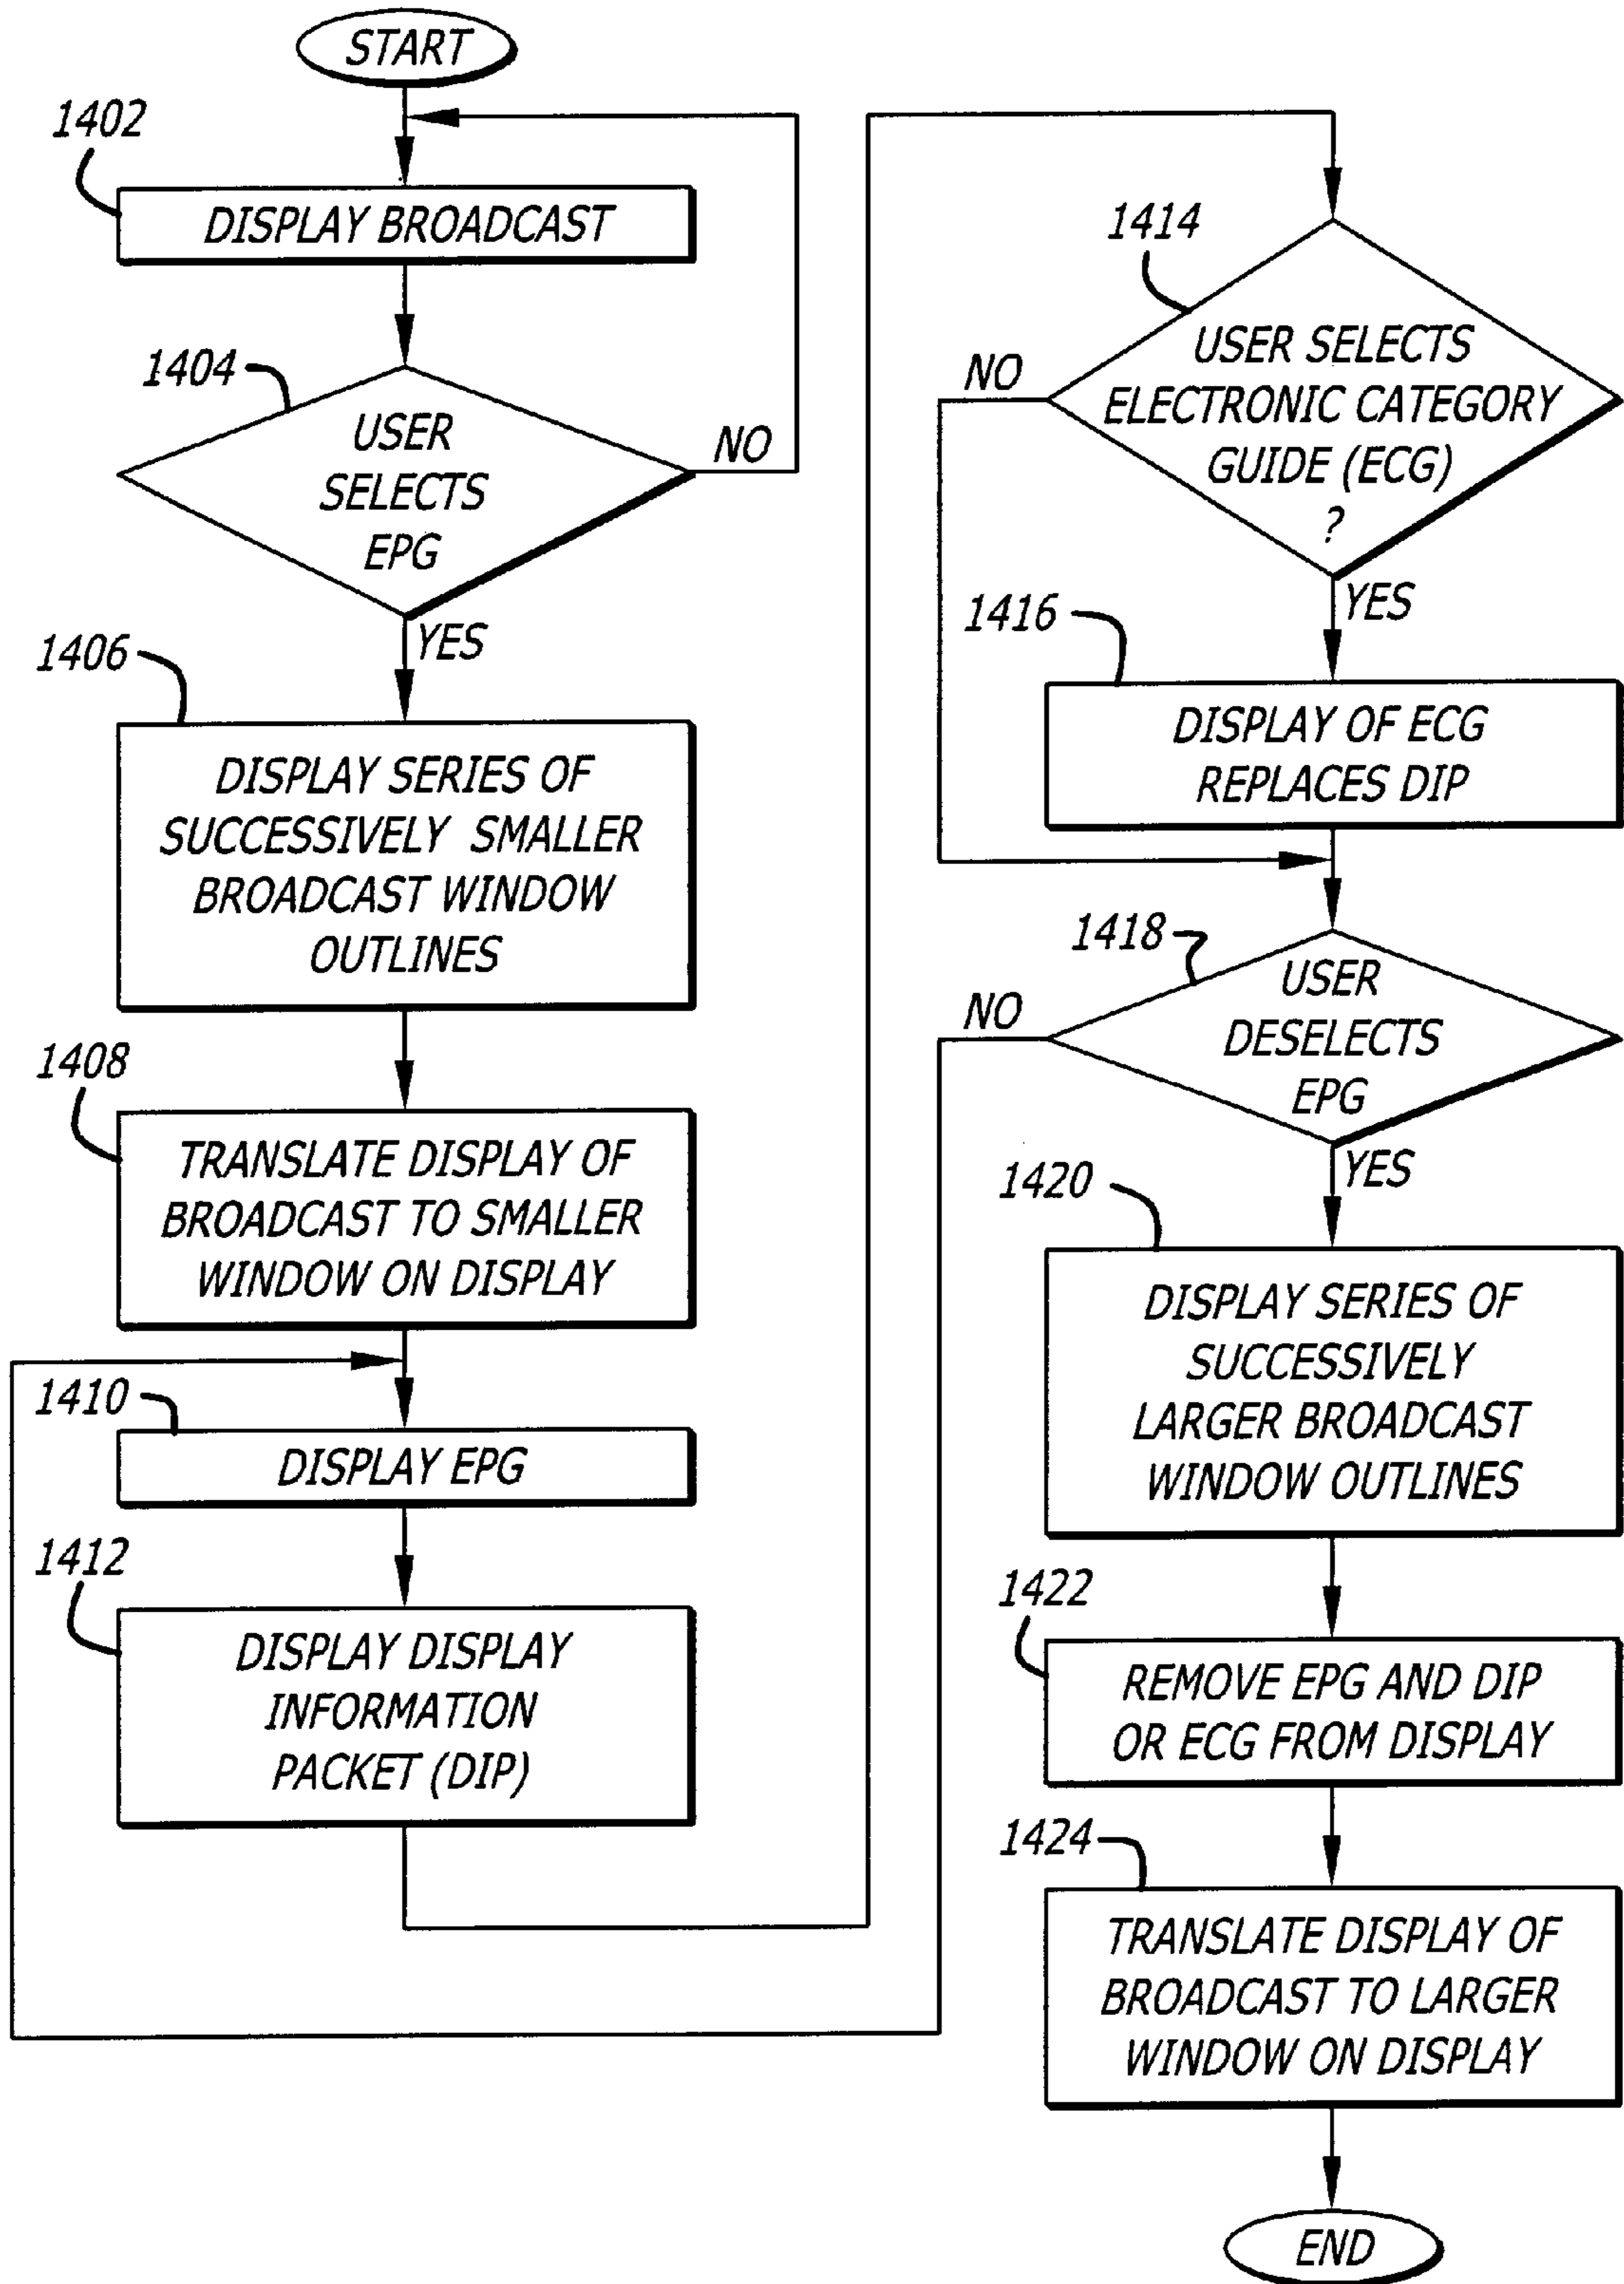 START
1402
DISPLAY BROADCAST
1404
USER
SELECTS
EPG
NO
YES
1406
DISPLAY SERIES OF
SUCCESSIVELY SMALLER
BROADCAST WINDOW
OUTLINES
1408
TRANSLATE DISPLAY OF
BROADCAST TO SMALLER
WINDOW ON DISPLAY
1410
DISPLAY EPG
1412
DISPLAY DISPLAY
INFORMATION
PACKET (DIP)
1414
USER SELECTS
ELECTRONIC CATEGORY
GUIDE (ECG)
?
NO
YES
1416
DISPLAY OF ECG
REPLACES DIP
1418
USER
DESELECTS
EPG
NO
YES
1420
DISPLAY SERIES OF
SUCCESSIVELY
LARGER BROADCAST
WINDOW OUTLINES
1422
REMOVE EPG AND DIP
OR ECG FROM DISPLAY
1424
TRANSLATE DISPLAY OF
BROADCAST TO LARGER
WINDOW ON DISPLAY
END